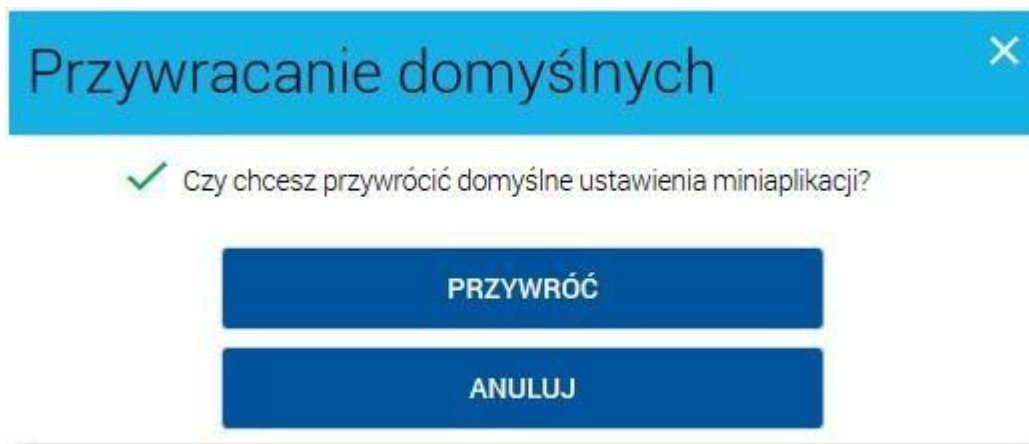 Przywracanie domyślnych
Czy chcesz przywrócić domyślne ustawienia miniaplikacji?
PRZYWRÓĆ
ANULUJ